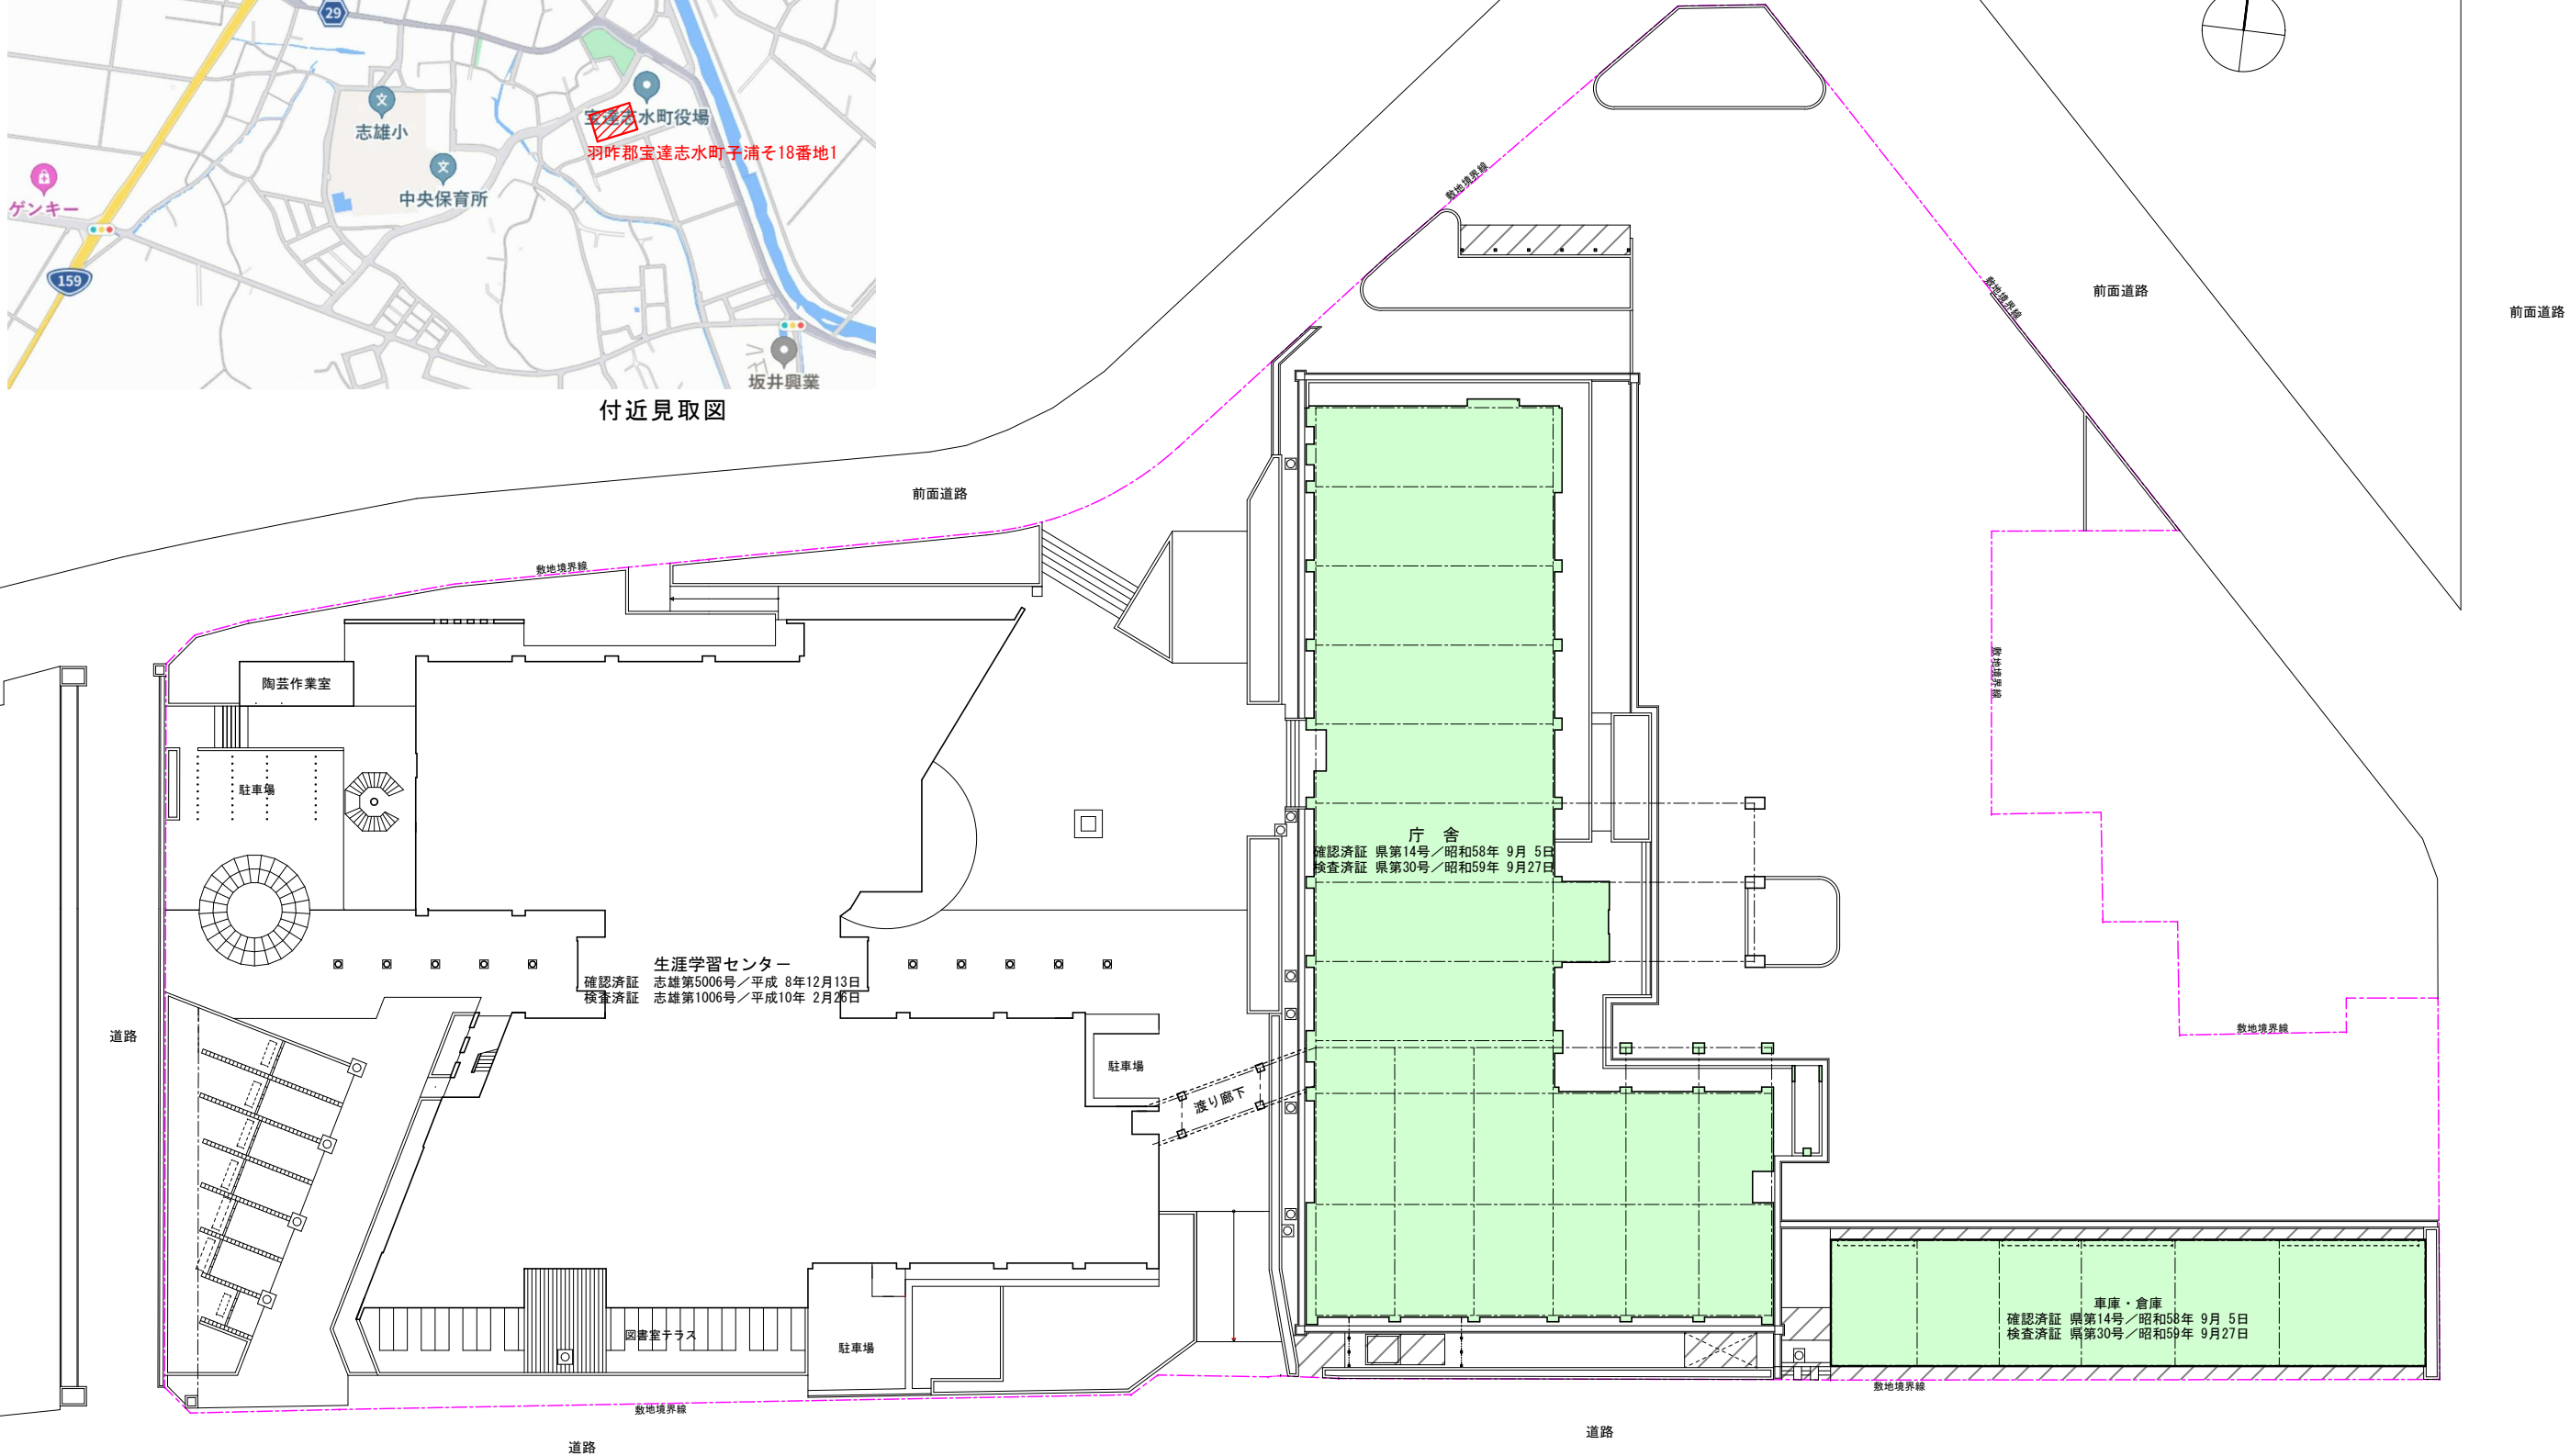 29
志雄小
宝達志水町役場
羽咋郡宝達志水町子浦そ18番地1
中央保育所
ゲンキー
159
坂井興業
付近見取図
敷地境界線
敷地境界線
前面道路
前面道路
前面道路
敷地境界線
敷地境界線
陶芸作業室
駐車場
庁 舎
確認済証 県第14号／昭和58年 9月 5日
検査済証 県第30号／昭和59年 9月27日
生涯学習センター
確認済証 志雄第5006号／平成 8年12月13日
検査済証 志雄第1006号／平成10年 2月26日
道路
敷地境界線
駐車場
渡り廊下
車庫・倉庫
確認済証 県第14号／昭和58年 9月 5日
検査済証 県第30号／昭和59年 9月27日
図書室テラス
駐車場
敷地境界線
敷地境界線
道路
道路